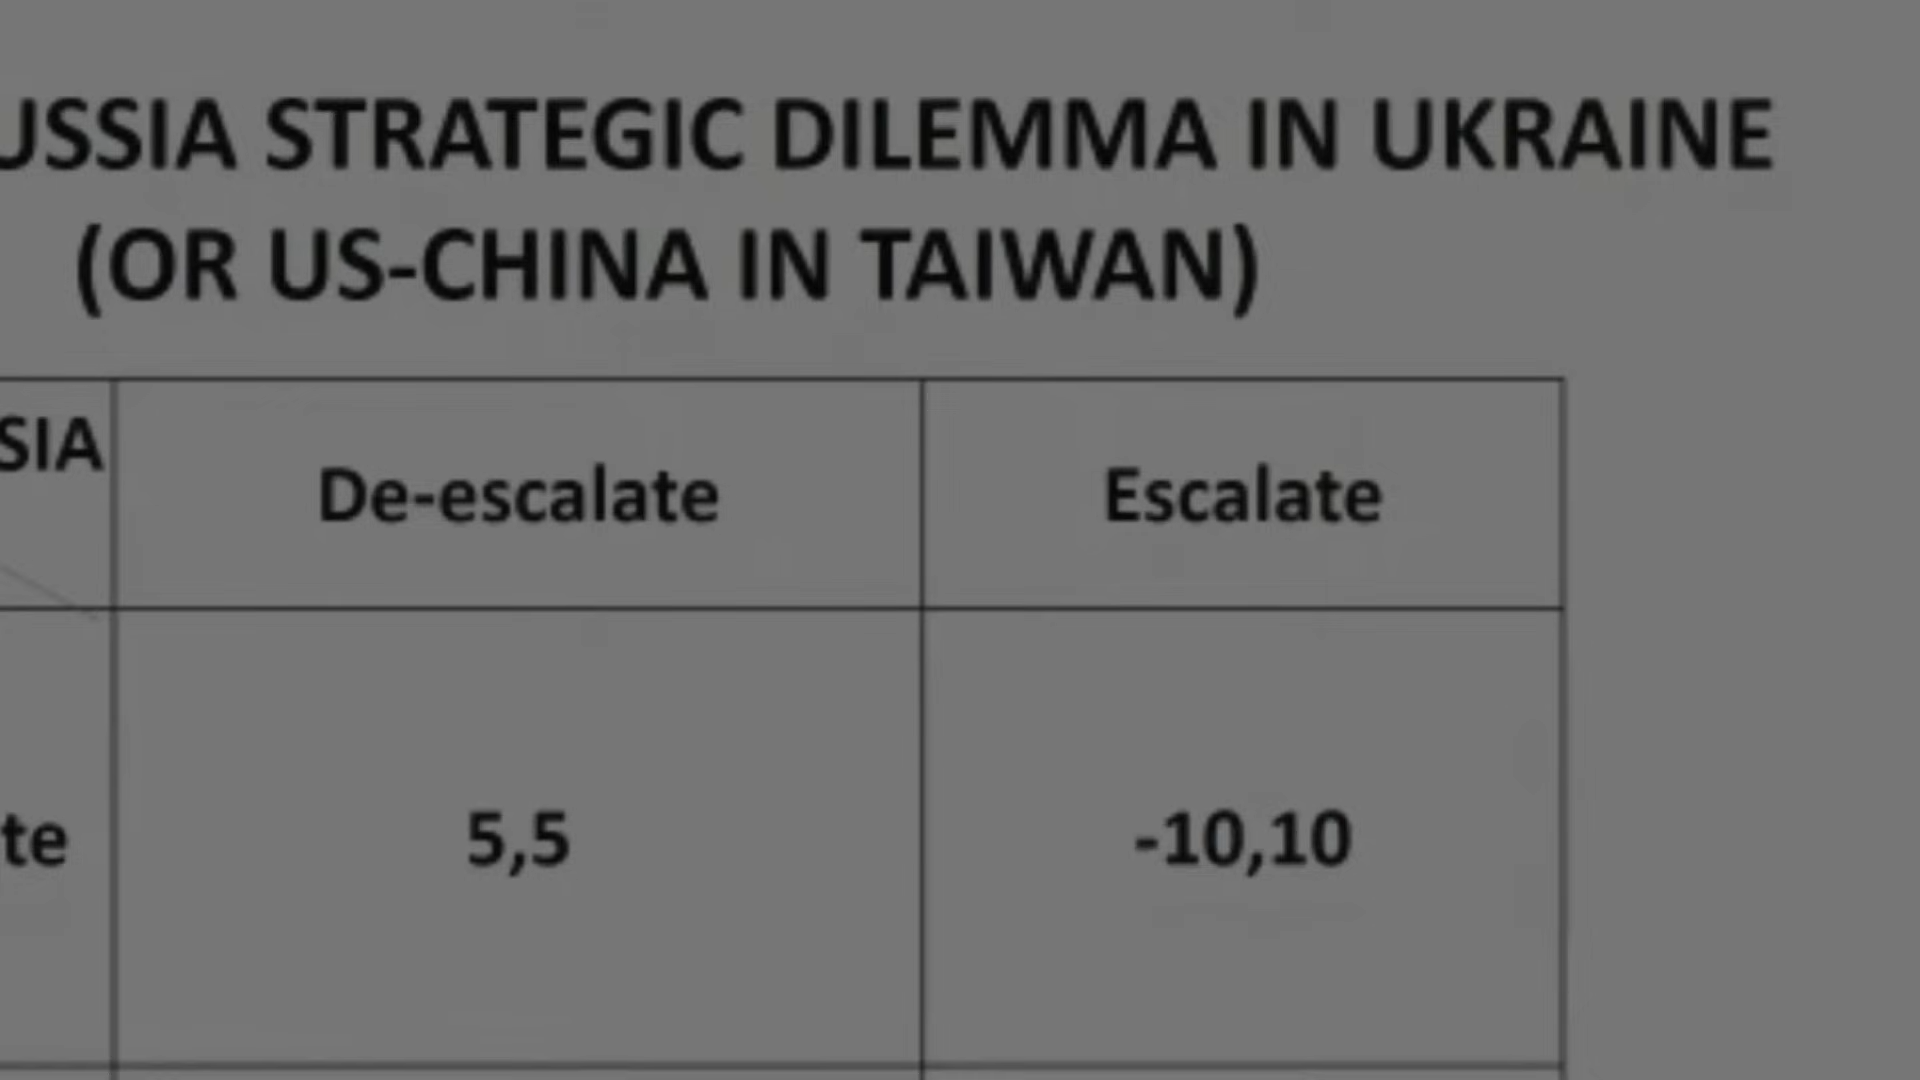 USSIA STRATEGIC DILEMMA IN UKRAINE
(OR US-CHINA IN TAIWAN)
SIA De-escalate Escalate
te 5,5 -10,10